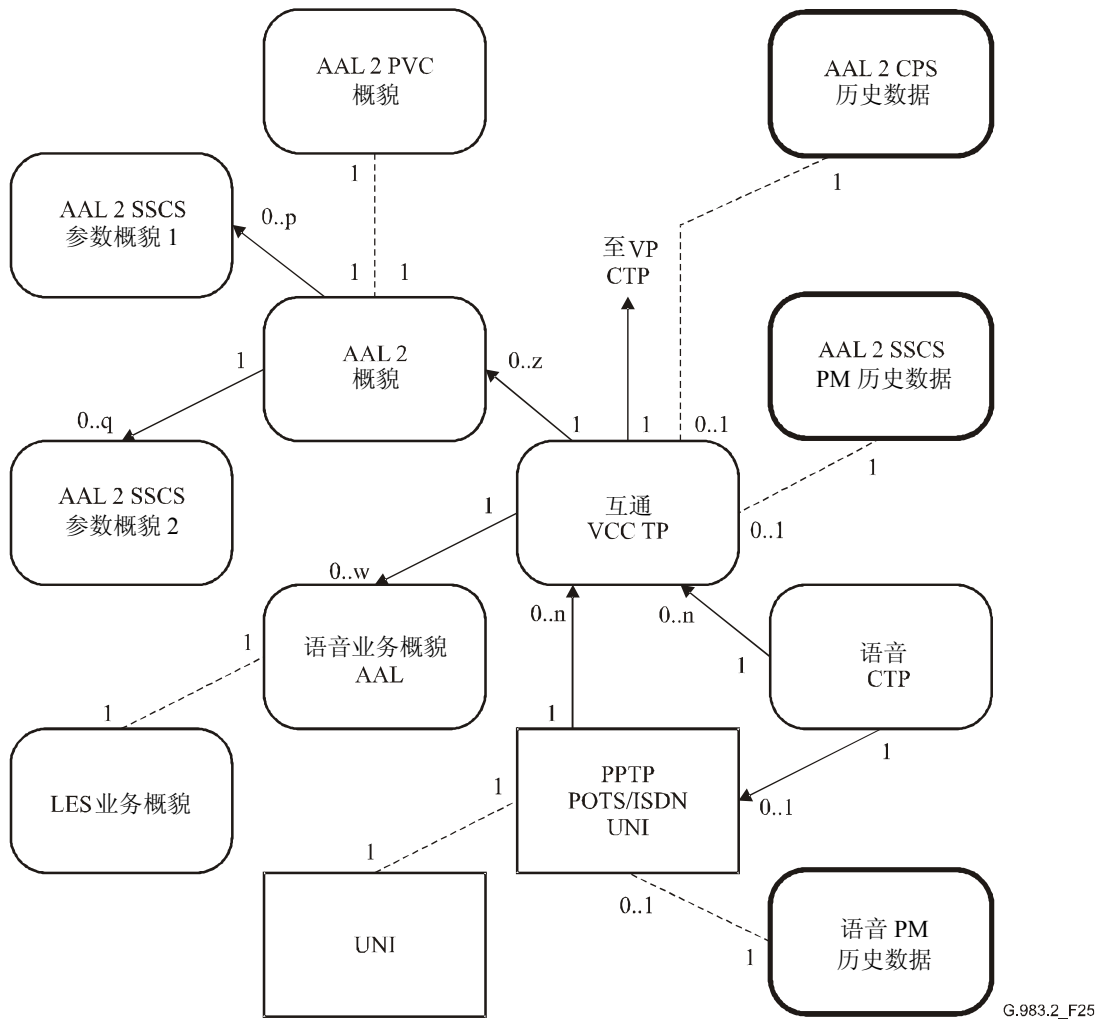 AAL 2 PVC
概貌
AAL 2 CPS
历史数据
1
1
AAL 2 SSCS
参数概貌 1
0..p
至 VP
CTP
1
1
AAL 2
概貌
AAL 2 SSCS
PM 历史数据
1
0..z
0..q
1
1
0..1
1
AAL 2 SSCS
参数概貌 2
互通
VCC TP
1
0..1
0..w
0..n
0..n
1
语音业务概貌
AAL
语音
CTP
1
1
1
1
LES 业务概貌
PPTP
POTS/ISDN
UNI
1
0..1
1
0..1
UNI
语音 PM
历史数据
1
G.983.2_F25